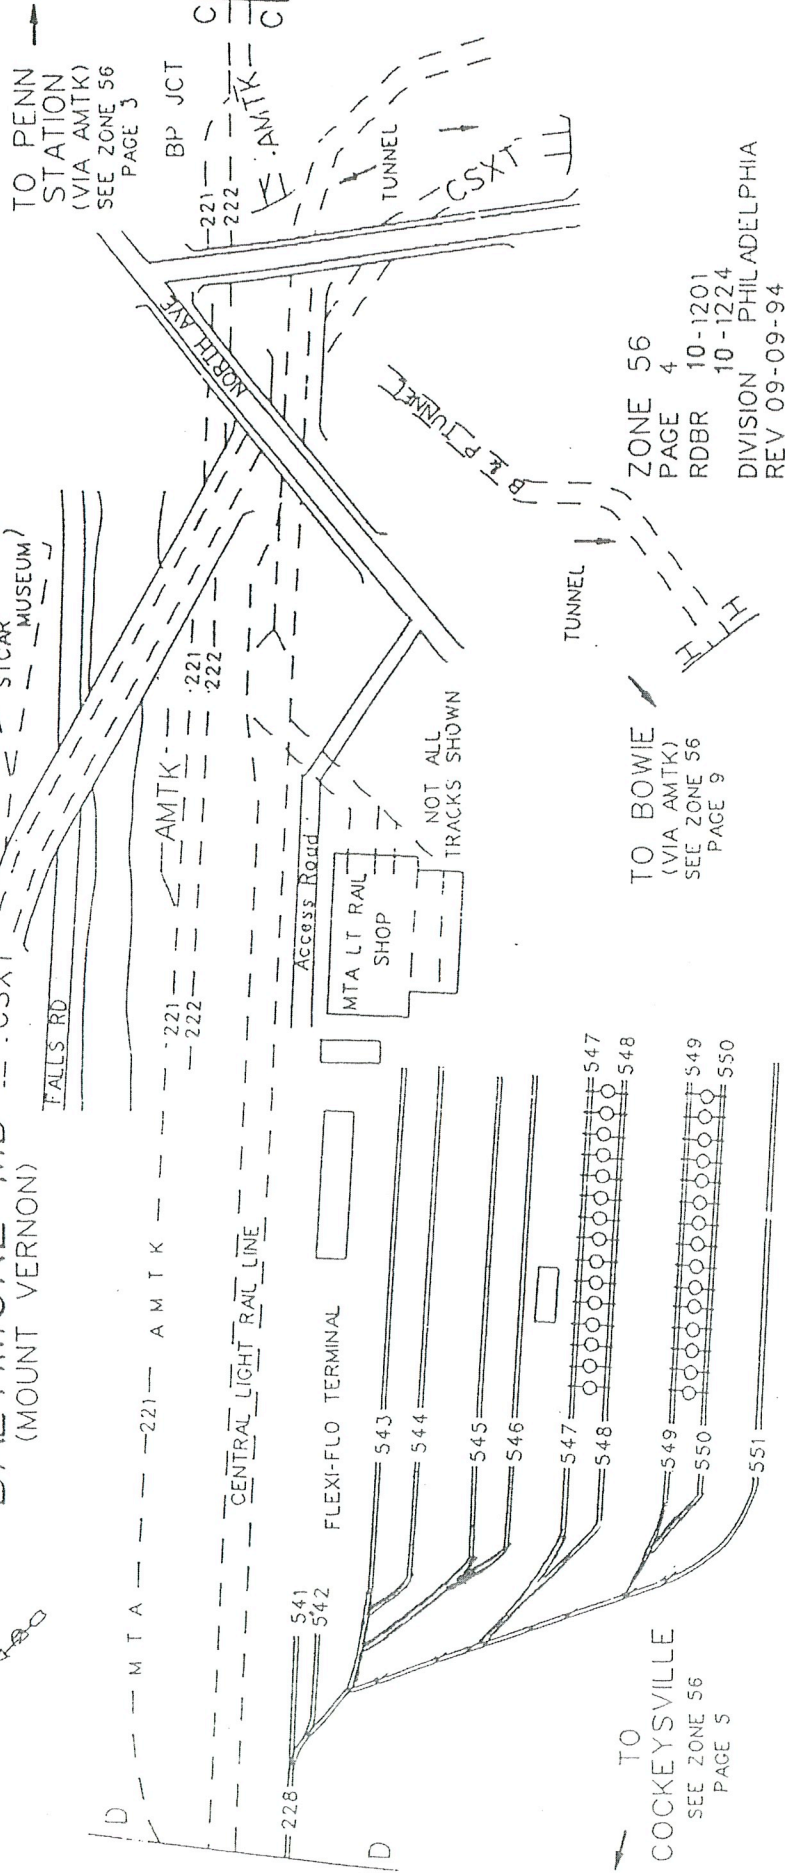 (MOUNT VERNON)
CSXT
STCAR
MUSEUM
TO PENN
STATION
(VIA AMTK)
SEE ZONE 56
PAGE 3
BP JCT
C
C
AMTK
221
222
TUNNEL
CSXT
NORTH AVE
FALLS RD
AMTK
221
222
221
222
D
MTA
221
AMTK
CENTRAL LIGHT RAIL LINE
Access Road
MTA LT RAIL
SHOP
NOT ALL
TRACKS SHOWN
B & P TUNNEL
TUNNEL
FLEXI-FLO TERMINAL
228
D
541
542
543
544
545
546
547
548
547
548
549
550
549
550
551
TO
COCKEYSVILLE
SEE ZONE 56
PAGE 5
TO BOWIE
(VIA AMTK)
SEE ZONE 56
PAGE 9
ZONE 56
PAGE 4
RDBR 10-1201
10-1224
DIVISION PHILADELPHIA
REV 09-09-94